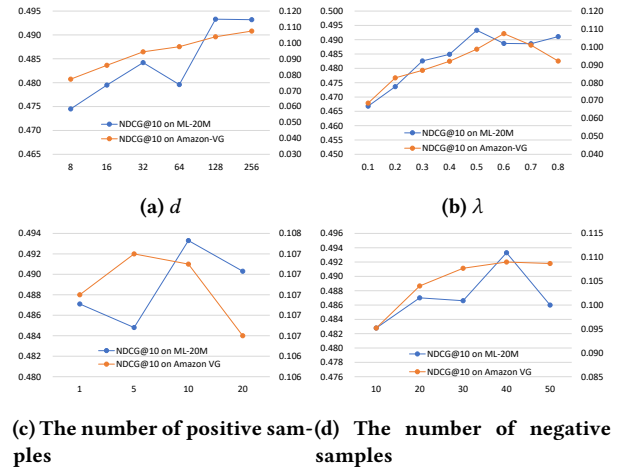 0.495 0.120
0.490 0.110
0.485 0.100
0.090
0.480 0.080
0.475 0.070
0.060
0.470 NDCG@10 on ML-20M 0.050
NDCG@10 on Amazon-VG 0.040
0.465 0.030
8 16 32 64 128 256
(a) d
0.500 0.120
0.495 0.110
0.490 0.100
0.485 0.090
0.480 0.080
0.475
0.470 0.070
0.465 0.060
0.460 NDCG@10 on ML-20M
0.455 NDCG@10 on Amazon-VG 0.050
0.450 0.040
0.1 0.2 0.3 0.4 0.5 0.6 0.7 0.8
(b) λ
0.494 0.108
0.492 0.107
0.490 0.107
0.488 0.107
0.486
0.484 0.107
0.482 NDCG@10 on ML-20M 0.106
NDCG@10 on Amazon VG
0.480 0.106
1 5 10 20
(c) The number of positive sam-
ples
0.496 0.115
0.494
0.492 0.110
0.490 0.105
0.488
0.486 0.100
0.484
0.482 0.095
0.480 NDCG@10 on ML-20M
0.478 NDCG@10 on Amazon VG 0.090
0.476 0.085
10 20 30 40 50
(d) The number of negative
samples